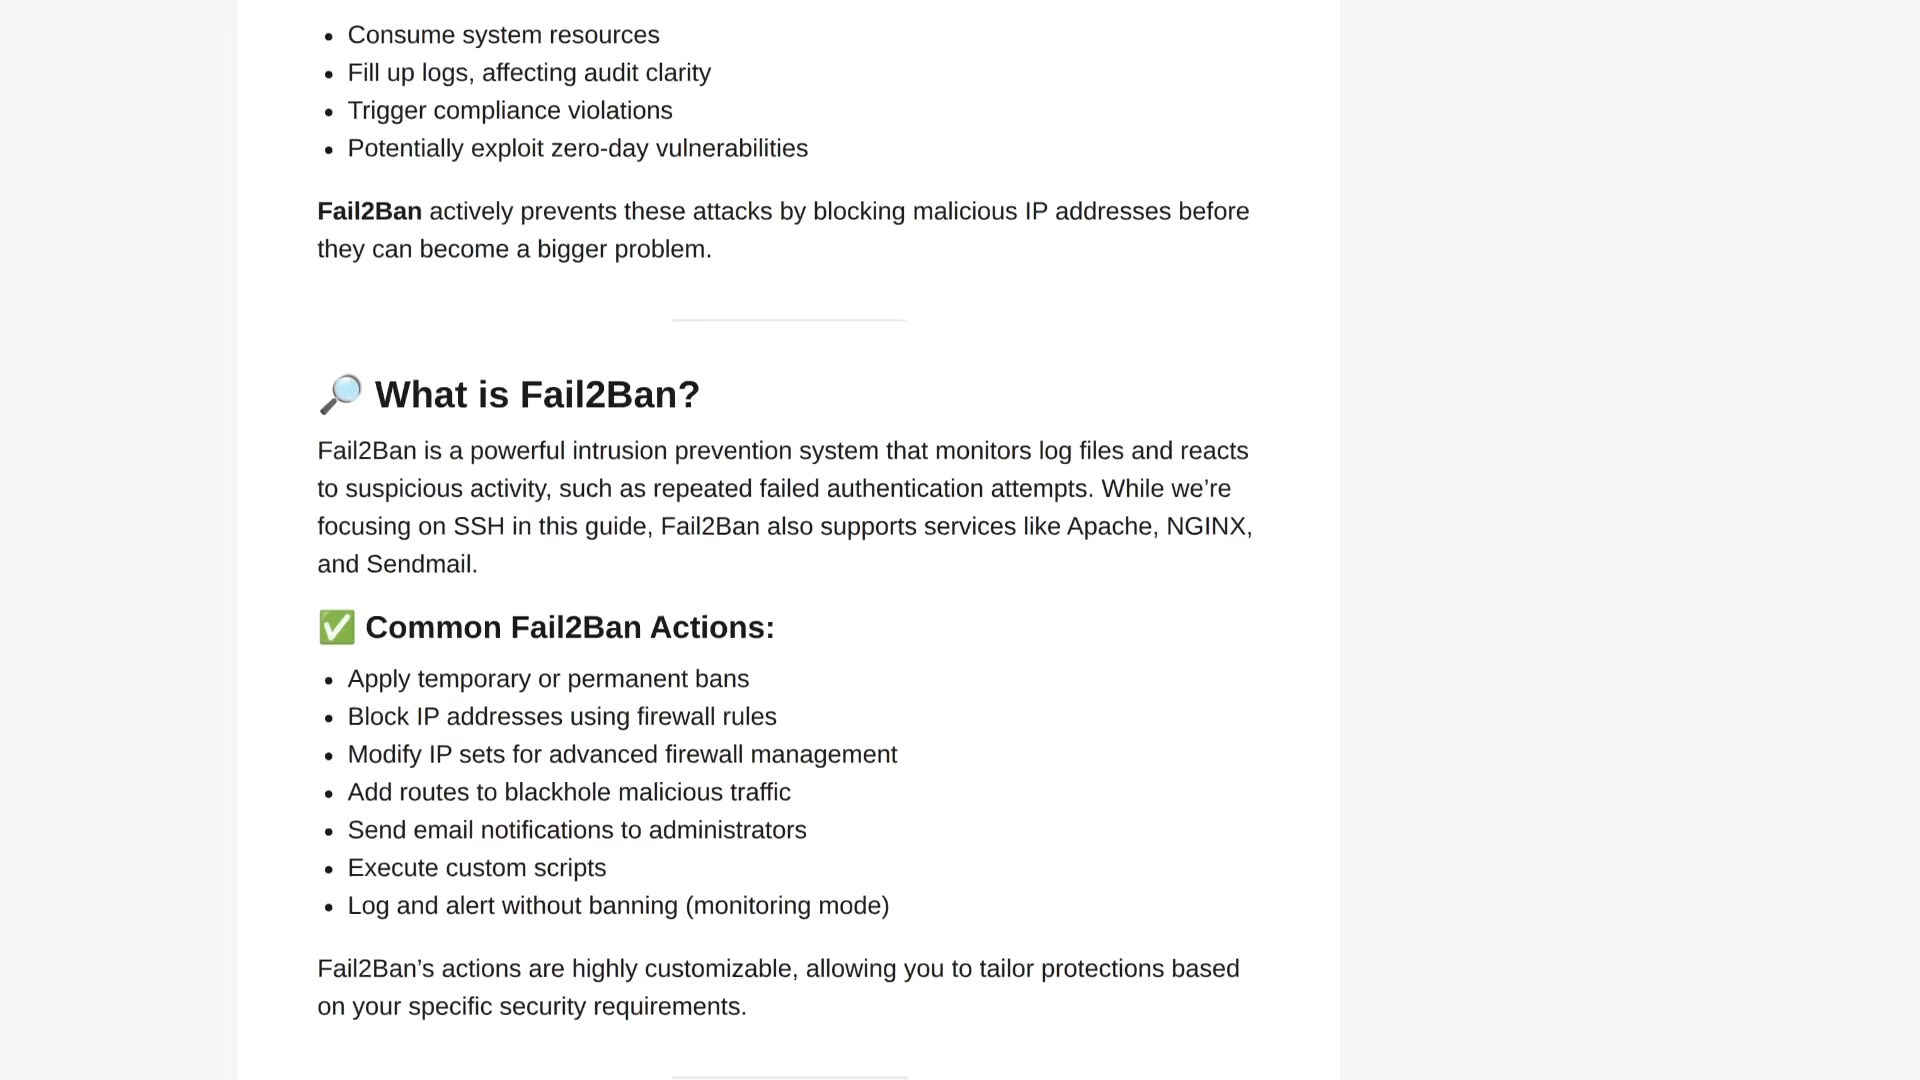 • Consume system resources
• Fill up logs, affecting audit clarity
• Trigger compliance violations
• Potentially exploit zero-day vulnerabilities
Fail2Ban actively prevents these attacks by blocking malicious IP addresses before
they can become a bigger problem.
🔎 What is Fail2Ban?
Fail2Ban is a powerful intrusion prevention system that monitors log files and reacts
to suspicious activity, such as repeated failed authentication attempts. While we’re
focusing on SSH in this guide, Fail2Ban also supports services like Apache, NGINX,
and Sendmail.
✅ Common Fail2Ban Actions:
• Apply temporary or permanent bans
• Block IP addresses using firewall rules
• Modify IP sets for advanced firewall management
• Add routes to blackhole malicious traffic
• Send email notifications to administrators
• Execute custom scripts
• Log and alert without banning (monitoring mode)
Fail2Ban’s actions are highly customizable, allowing you to tailor protections based
on your specific security requirements.